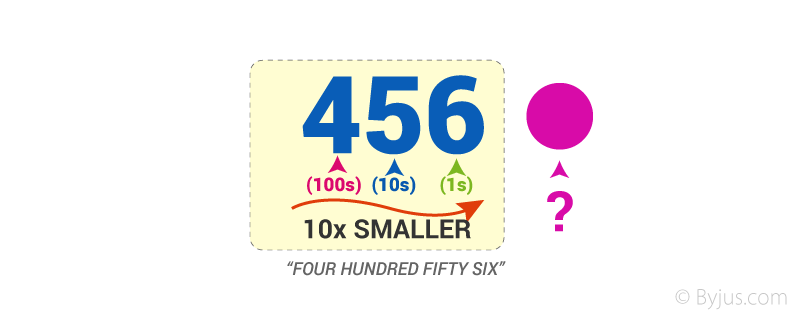 456
(100s) (10s) (1s)
10x SMALLER
?
“FOUR HUNDRED FIFTY SIX”
© Byjus.com